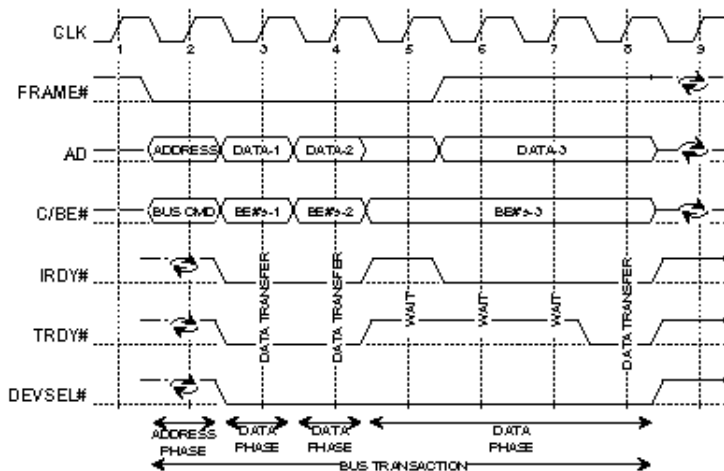 CLK
1 2 3 4 5 6 7 8 9
FRAME#
AD
ADDRESS DATA-1 DATA-2 DATA-3
C/BE#
BUS CMD BE#'s-1 BE#'s-2 BE#'s-3
IRDY#
DATA TRANSFER
DATA TRANSFER
WAIT
WAIT
WAIT
DATA TRANSFER
TRDY#
DEVSEL#
ADDRESS
PHASE
DATA
PHASE
DATA
PHASE
DATA
PHASE
BUS TRANSACTION